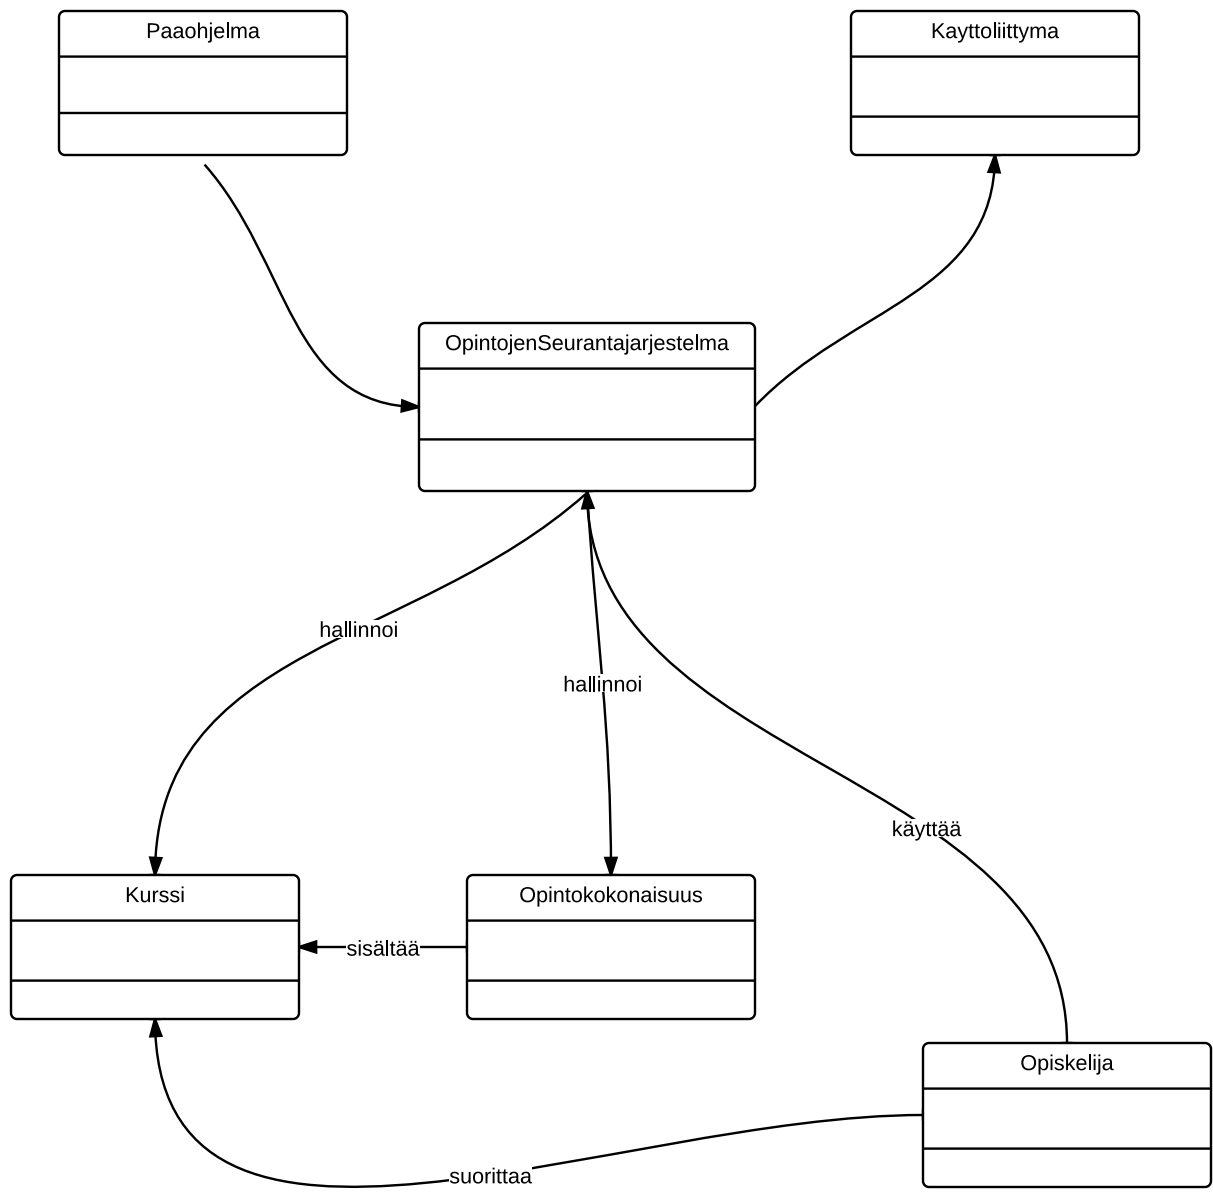 Paaohjelma
Kayttoliittyma
OpintojenSeurantajarjestelma
hallinnoi
hallinnoi
käyttää
Kurssi
Opintokokonaisuus
sisältää
Opiskelija
suorittaa